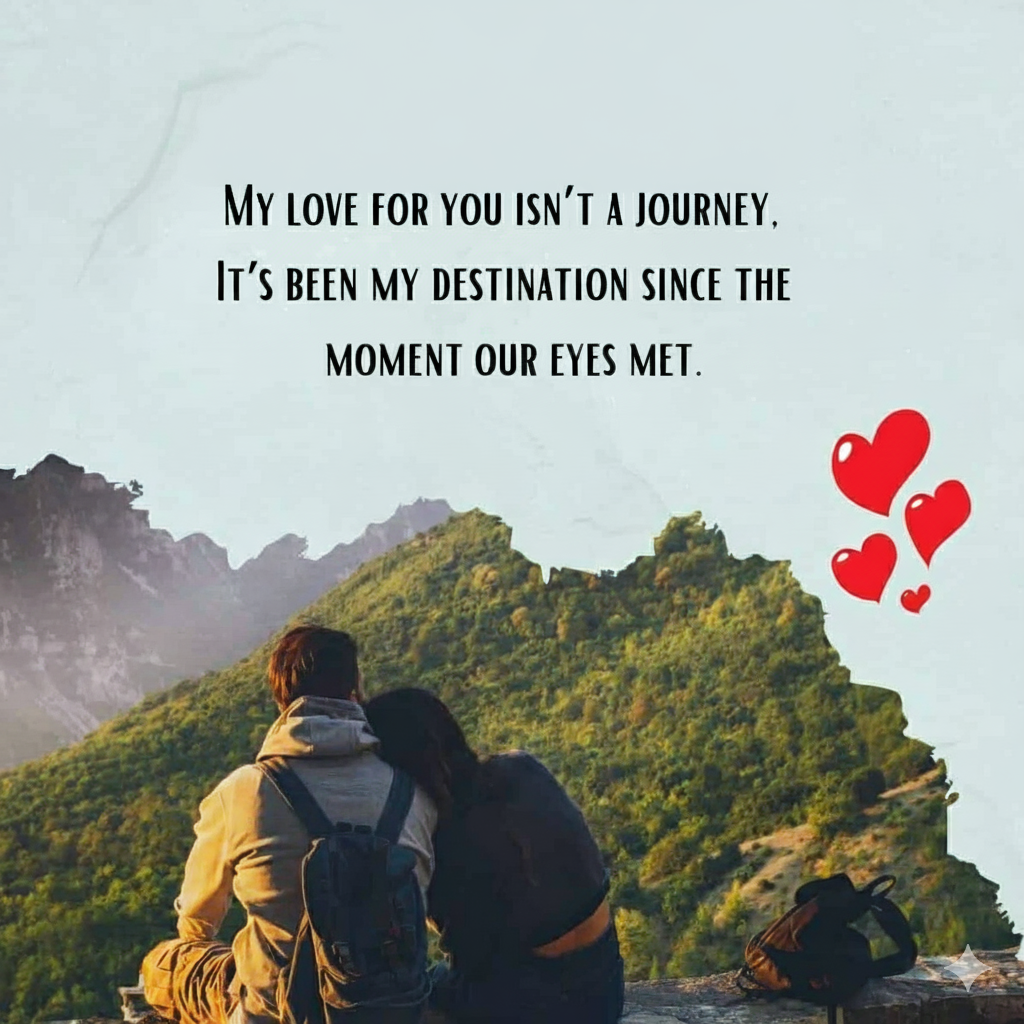 My love for you isn't a journey,
It's been my destination since the
moment our eyes met.